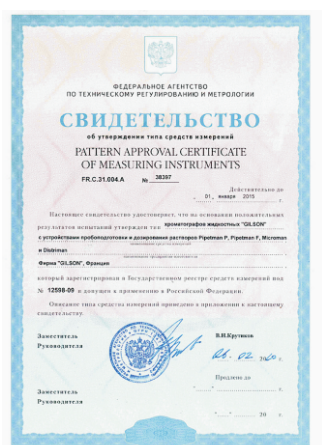 ФЕДЕРАЛЬНОЕ АГЕНТСТВО
ПО ТЕХНИЧЕСКОМУ РЕГУЛИРОВАНИЮ И МЕТРОЛОГИИ
СВИДЕТЕЛЬСТВО
об утверждении типа средств измерений
PATTERN APPROVAL CERTIFICATE
OF MEASURING INSTRUMENTS
FR.C.31.004.A № 38397
Действительно до
" 01 " января 2015 г.
Настоящее свидетельство удостоверяет, что на основании положительных
результатов испытаний утвержден тип хроматографов жидкостных "GILSON"
с устройствами пробоподготовки и дозирования растворов Pipetman P, Pipetman F, Microman
и Distriman
Фирма "GILSON", Франция
который зарегистрирован в Государственном реестре средств измерений под
№ 12598-09 и допущен к применению в Российской Федерации.
Описание типа средства измерений приведено в приложении к настоящему
свидетельству.
Заместитель
Руководителя
В.Н.Крутиков
Продлено до
" " г.
Заместитель
Руководителя
" " 20 г.